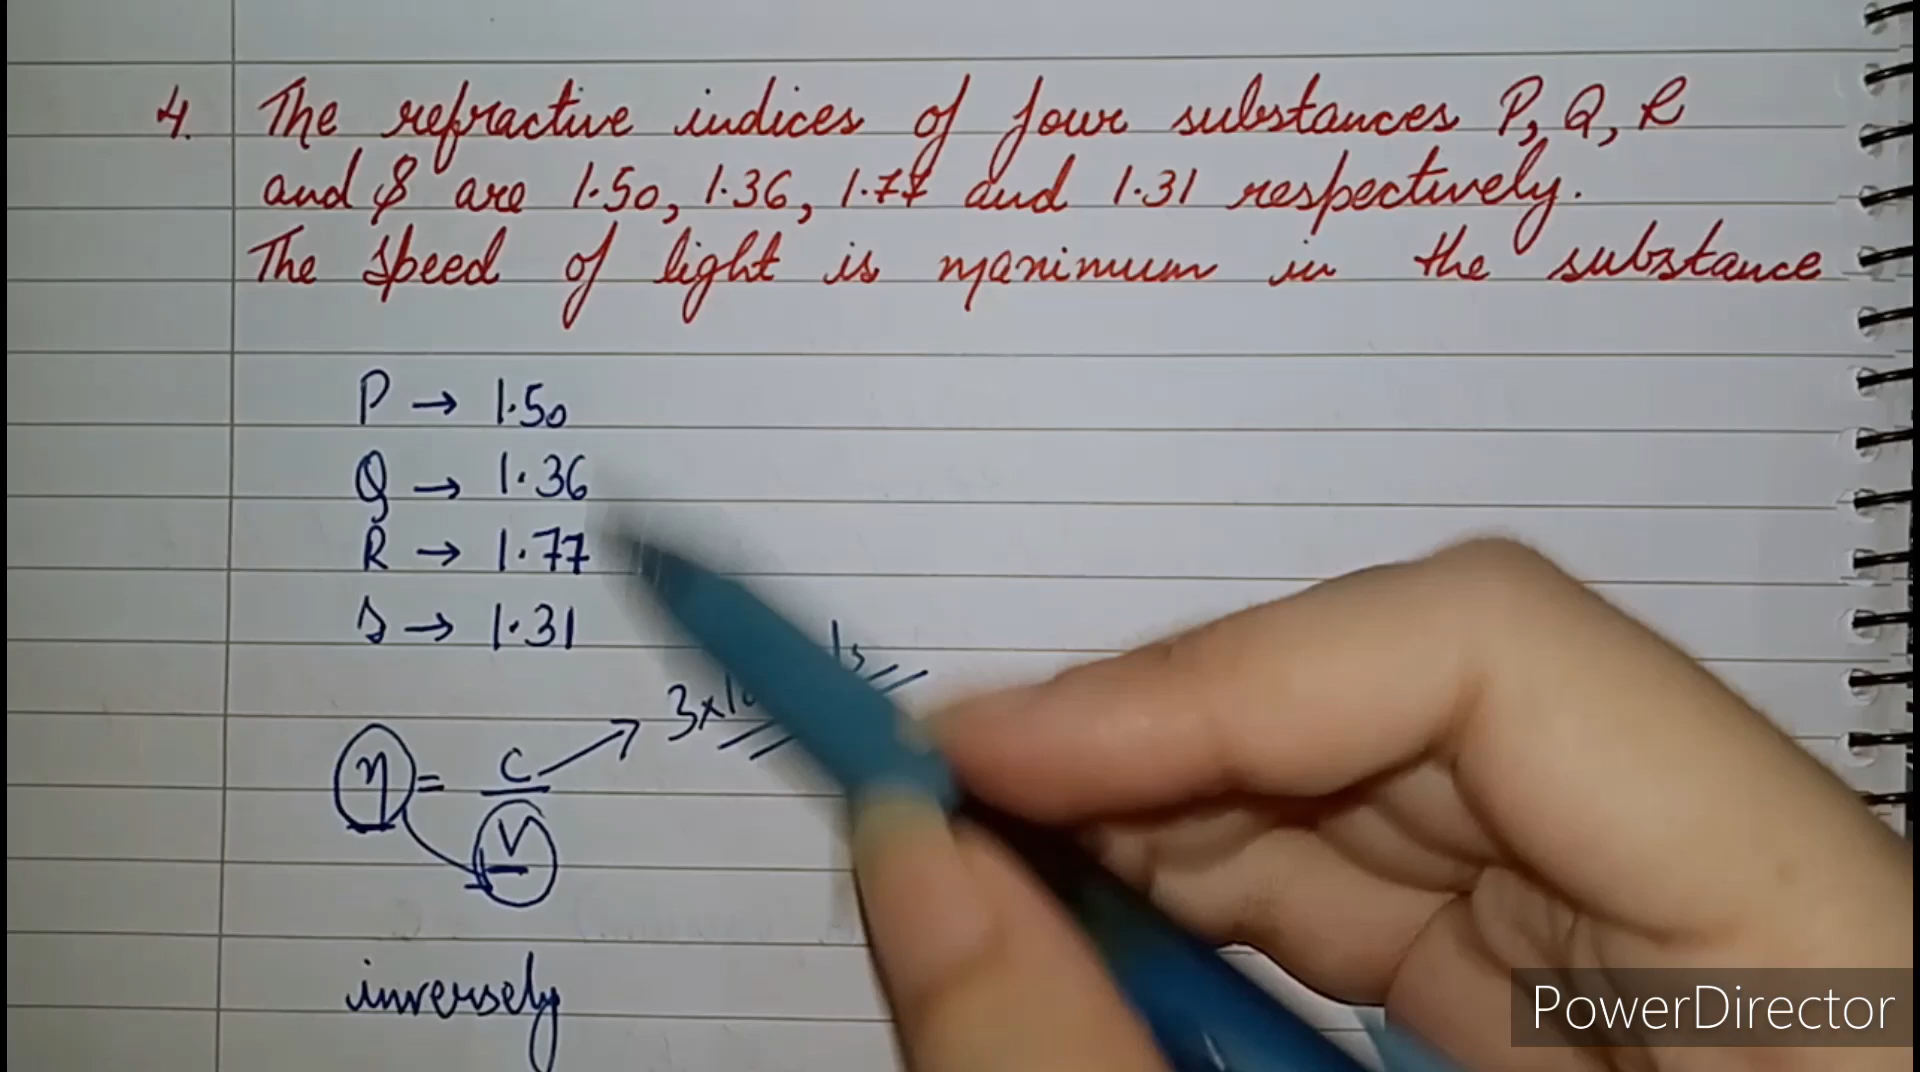 4. The refractive indices of four substances P, Q, R
and S are 1.50, 1.36, 1.77 and 1.31 respectively.
The speed of light is maximum in the substance
P → 1.50
Q → 1.36
R → 1.77
S → 1.31
3×10
η = C
V
inversely
PowerDirector